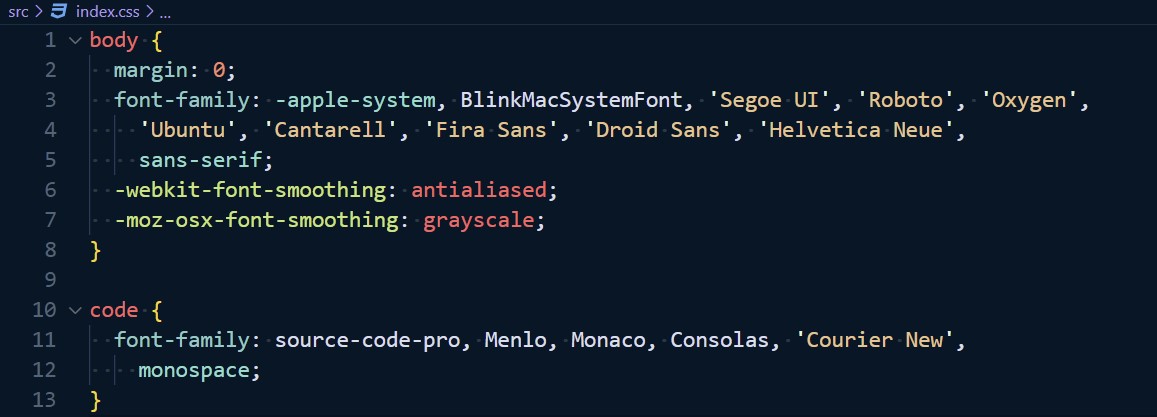 src > index.css > ...
1 body {
2 margin: 0;
3 font-family: -apple-system, BlinkMacSystemFont, 'Segoe UI', 'Roboto', 'Oxygen',
4 'Ubuntu', 'Cantarell', 'Fira Sans', 'Droid Sans', 'Helvetica Neue',
5 sans-serif;
6 -webkit-font-smoothing: antialiased;
7 -moz-osx-font-smoothing: grayscale;
8 }
9
10 code {
11 font-family: source-code-pro, Menlo, Monaco, Consolas, 'Courier New',
12 monospace;
13 }